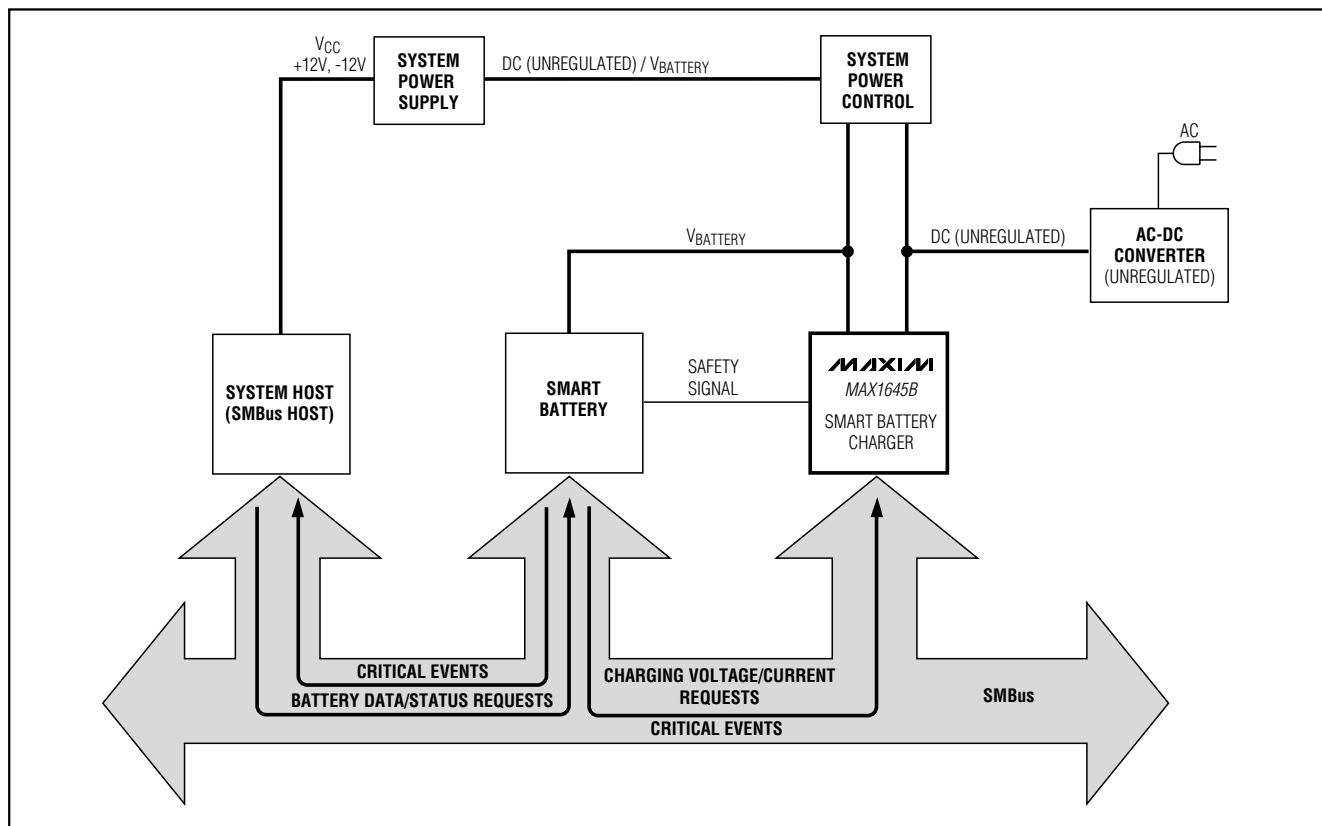 VCC
+12V, -12V
SYSTEM
POWER
SUPPLY
DC (UNREGULATED) / VBATTERY
SYSTEM
POWER
CONTROL
AC
VBATTERY
DC (UNREGULATED)
AC-DC
CONVERTER
(UNREGULATED)
SYSTEM HOST
(SMBus HOST)
SMART
BATTERY
SAFETY
SIGNAL
MAXIM
MAX1645B
SMART BATTERY
CHARGER
CRITICAL EVENTS
BATTERY DATA/STATUS REQUESTS
CHARGING VOLTAGE/CURRENT
REQUESTS
CRITICAL EVENTS
SMBus